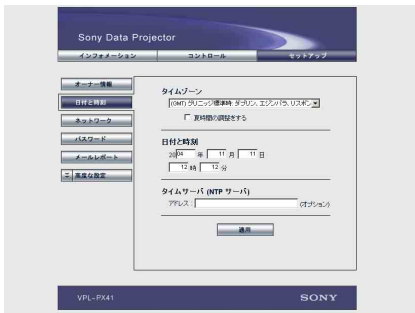 Sony Data Projector
インフォメーション コントロール セットアップ
オーナー情報
日付と時刻
ネットワーク
パスワード
メールレポート
高度な設定
タイムゾーン
(GMT) グリニッジ標準時: ダブリン、エジンバラ、リスボン
夏時間の調整をする
日付と時刻
2004 年 11 月 11 日
12 時 12 分
タイムサーバ (NTP サーバ)
アドレス: (オプション)
適用
VPL-PX41 SONY